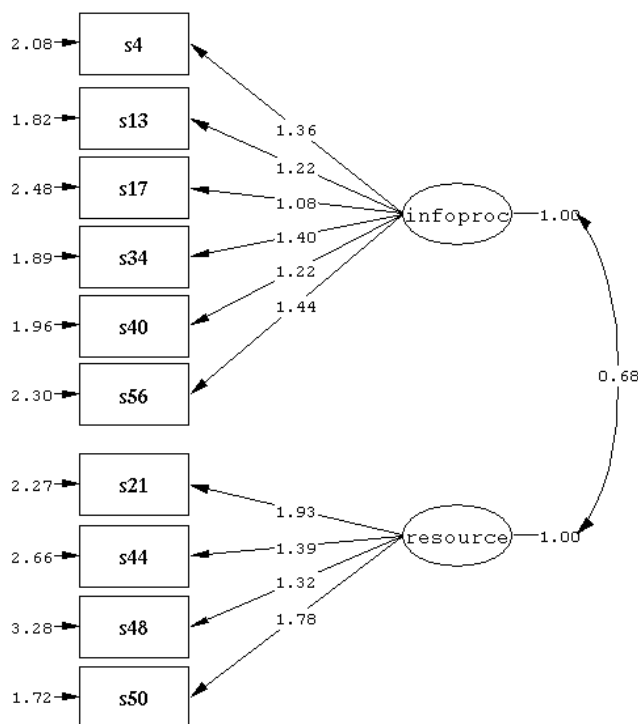 2.08 s4
1.36
1.82 s13
1.22
2.48 s17
1.08
infoproc 1.00
1.89 s34
1.40
1.96 s40
1.22
2.30 s56
1.44
0.68
2.27 s21
1.93
2.66 s44
1.39
resource 1.00
3.28 s48
1.32
1.72 s50
1.78